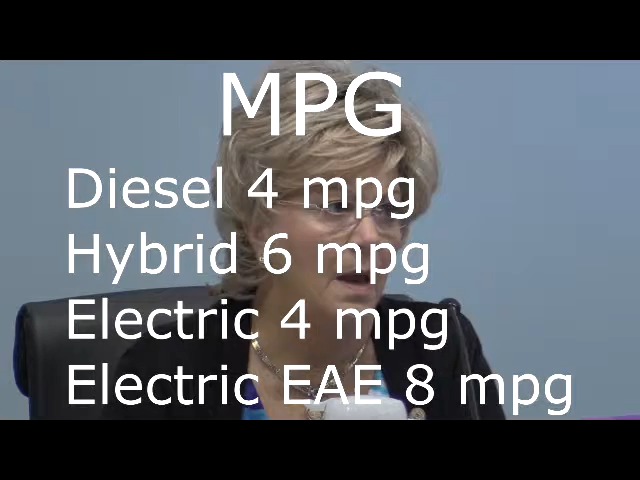 MPG
Diesel 4 mpg
Hybrid 6 mpg
Electric 4 mpg
Electric EAE 8 mpg